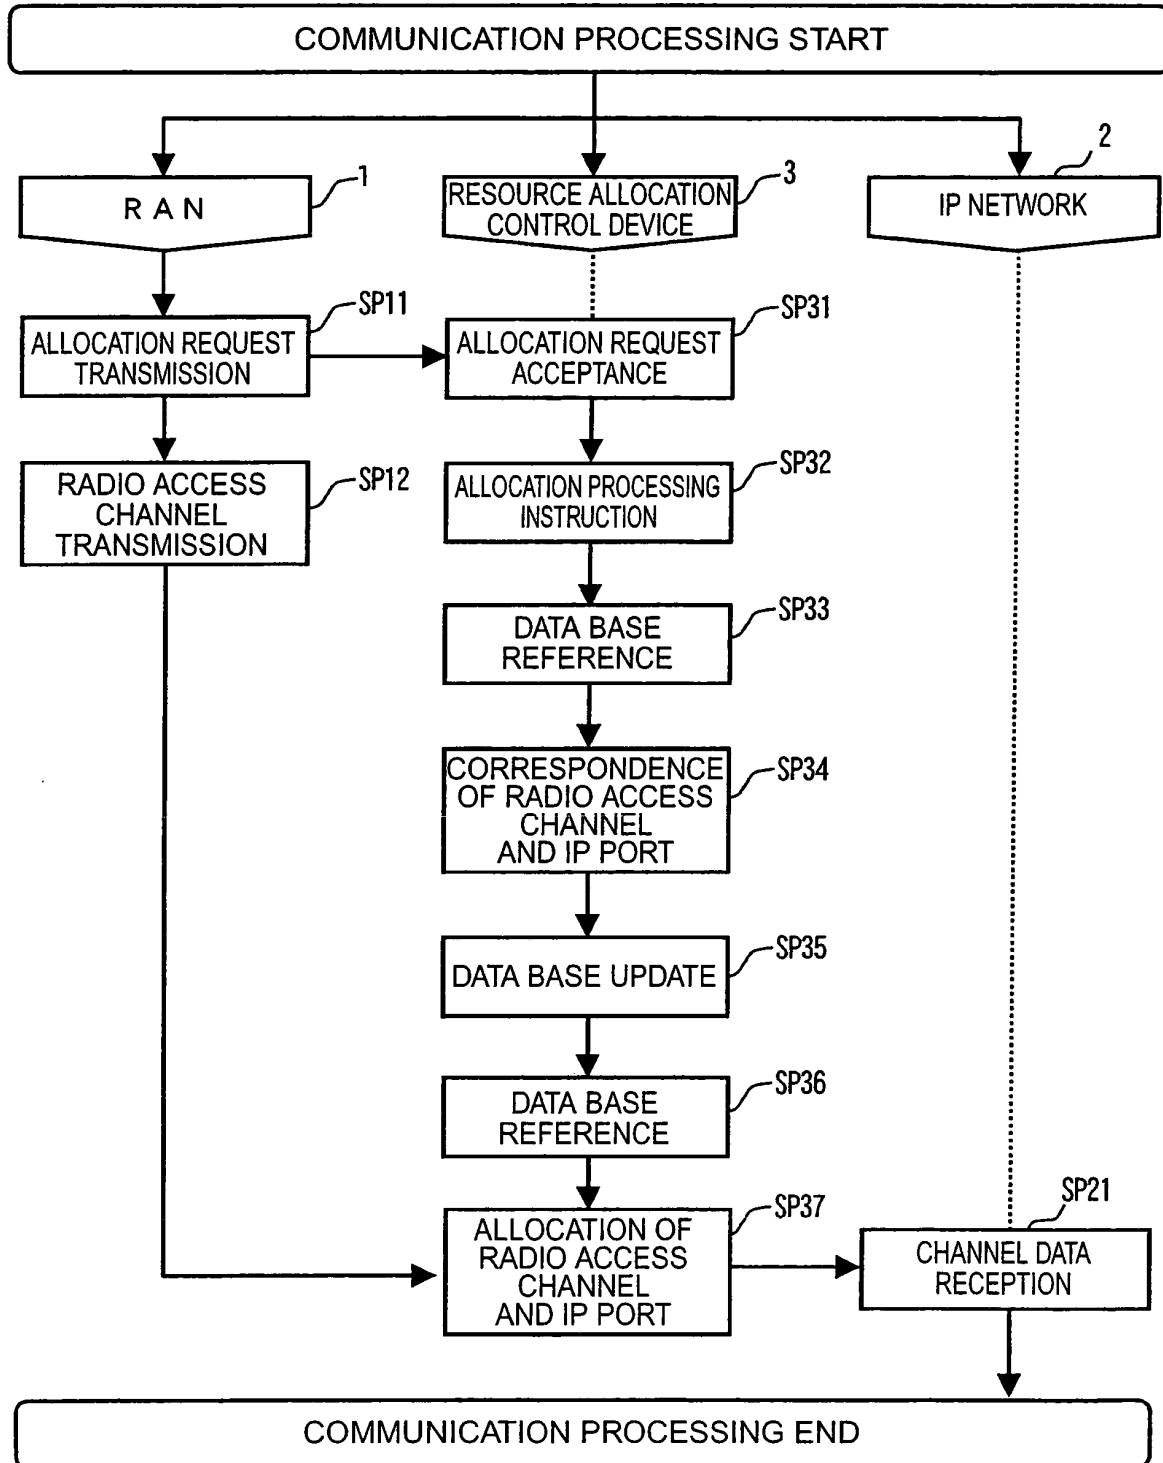 COMMUNICATION PROCESSING START
1
R A N
3
RESOURCE ALLOCATION
CONTROL DEVICE
2
IP NETWORK
SP11
ALLOCATION REQUEST
TRANSMISSION
SP31
ALLOCATION REQUEST
ACCEPTANCE
SP12
RADIO ACCESS
CHANNEL
TRANSMISSION
SP32
ALLOCATION PROCESSING
INSTRUCTION
SP33
DATA BASE
REFERENCE
SP34
CORRESPONDENCE
OF RADIO ACCESS
CHANNEL
AND IP PORT
SP35
DATA BASE UPDATE
SP36
DATA BASE
REFERENCE
SP37
ALLOCATION OF
RADIO ACCESS
CHANNEL
AND IP PORT
SP21
CHANNEL DATA
RECEPTION
COMMUNICATION PROCESSING END